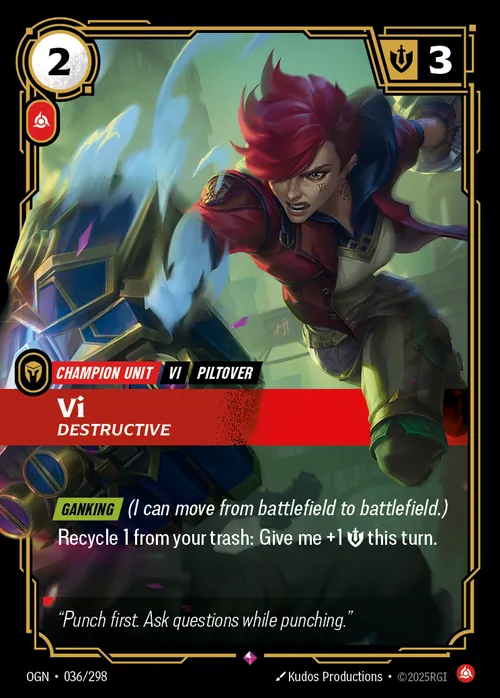 2
3
CHAMPION UNIT VI PILTOVER
Vi
DESTRUCTIVE
GANKING (I can move from battlefield to battlefield.)
Recycle 1 from your trash: Give me +1 this turn.
“Punch first. Ask questions while punching.”
OGN • 036/298 Kudos Productions • ©2025RGI